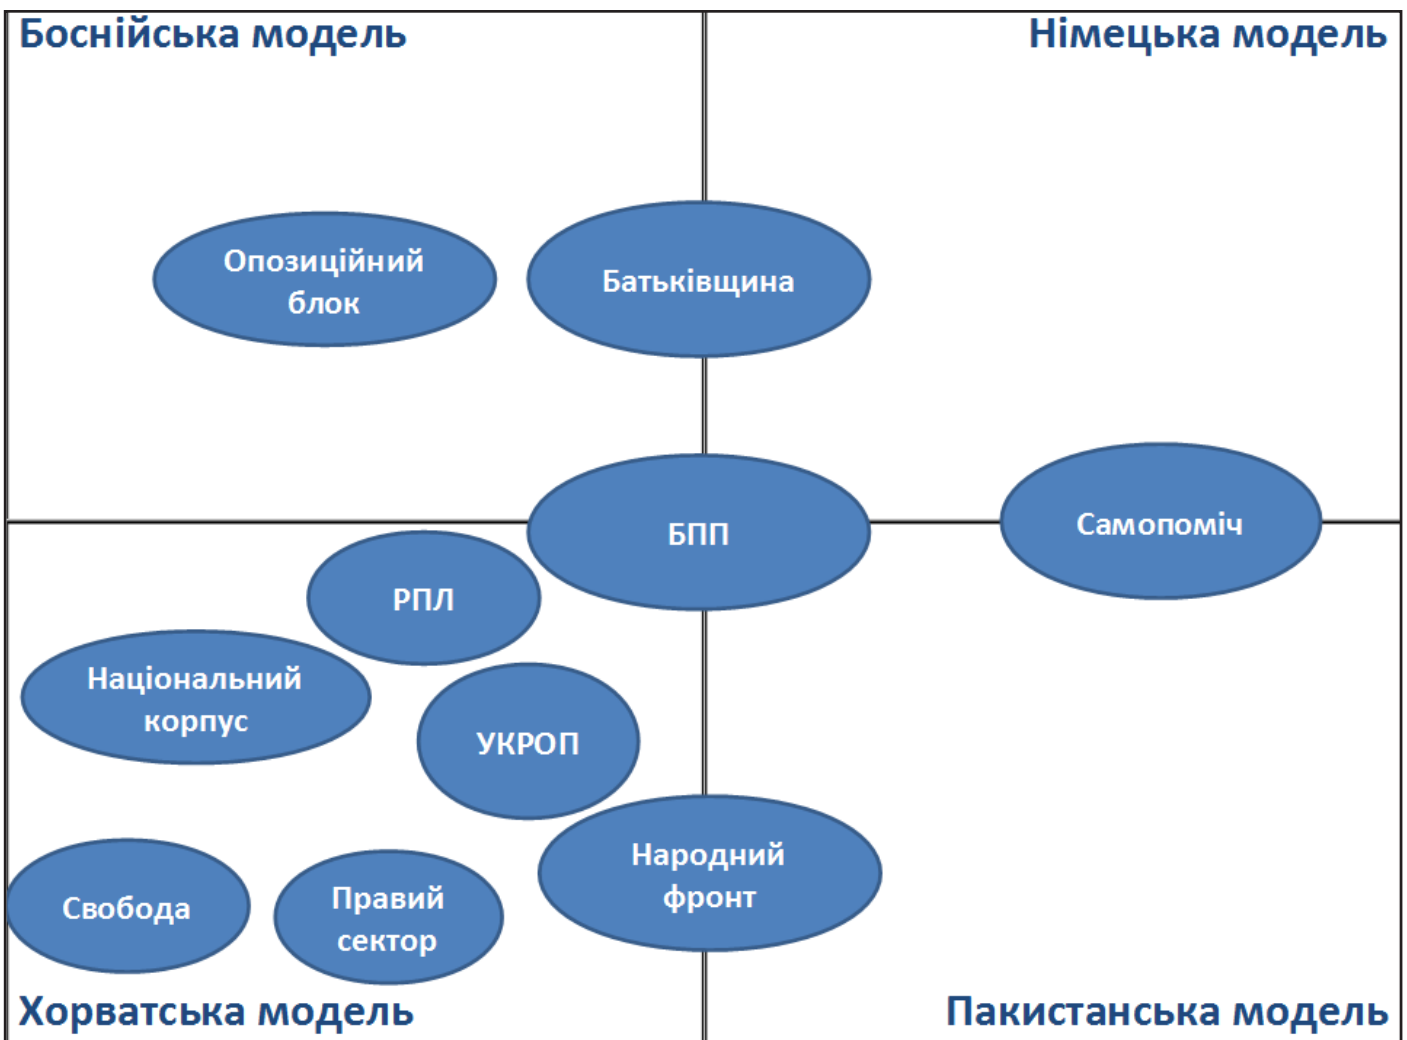 Боснійська модель
Німецька модель
Опозиційний
блок
Батьківщина
БПП
Самопоміч
РПЛ
Національний
корпус
УКРОП
Народний
фронт
Свобода
Правий
сектор
Хорватська модель
Пакистанська модель